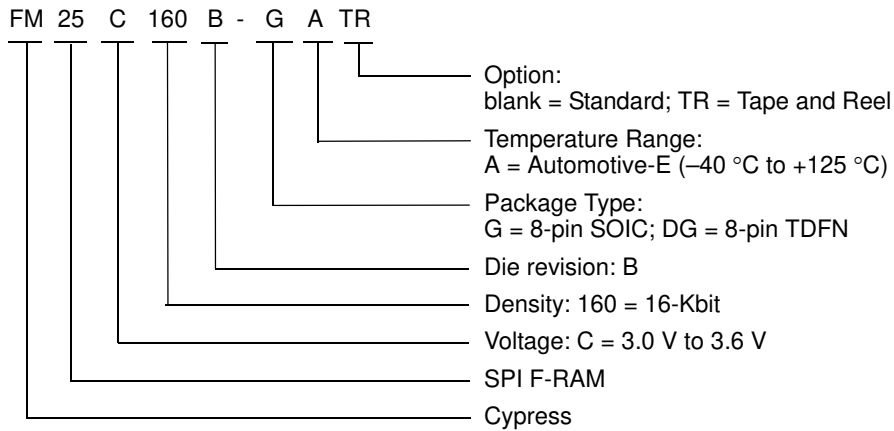 FM 25 C 160 B - G A TR
Option:
blank = Standard; TR = Tape and Reel
Temperature Range:
A = Automotive-E (–40 °C to +125 °C)
Package Type:
G = 8-pin SOIC; DG = 8-pin TDFN
Die revision: B
Density: 160 = 16-Kbit
Voltage: C = 3.0 V to 3.6 V
SPI F-RAM
Cypress